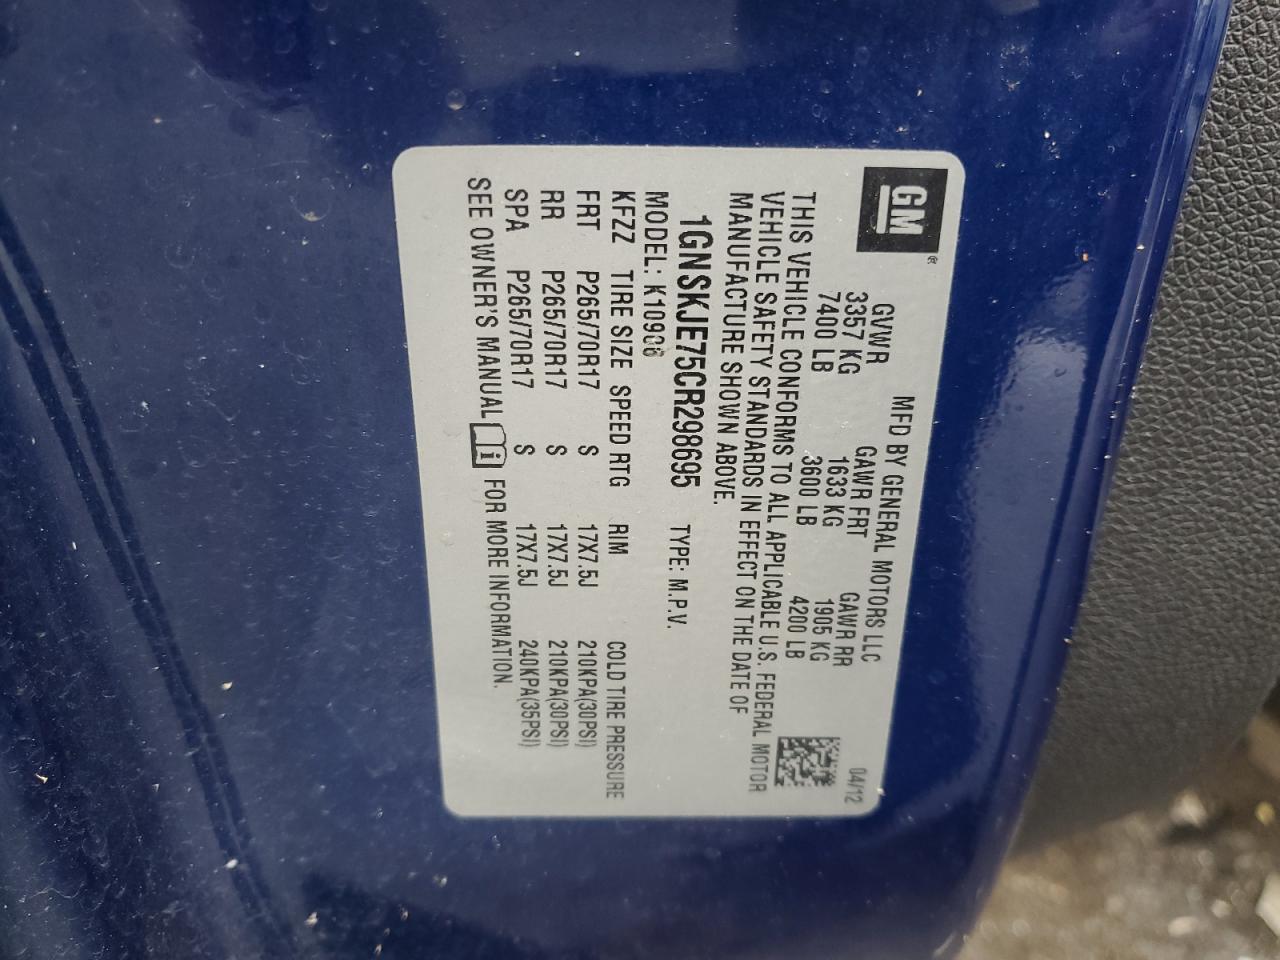 GM®
MFD BY GENERAL MOTORS LLC 04/12
GVWR GAWR FRT GAWR RR
3357 KG 1633 KG 1905 KG
7400 LB 3600 LB 4200 LB
THIS VEHICLE CONFORMS TO ALL APPLICABLE U.S. FEDERAL MOTOR
VEHICLE SAFETY STANDARDS IN EFFECT ON THE DATE OF
MANUFACTURE SHOWN ABOVE.
1GNSKJE75CR298695 TYPE: M.P.V.
MODEL: K10906
KFZZ TIRE SIZE SPEED RTG RIM COLD TIRE PRESSURE
FRT P265/70R17 S 17X7.5J 210KPA(30PSI)
RR P265/70R17 S 17X7.5J 210KPA(30PSI)
SPA P265/70R17 S 17X7.5J 240KPA(35PSI)
SEE OWNER'S MANUAL i FOR MORE INFORMATION.